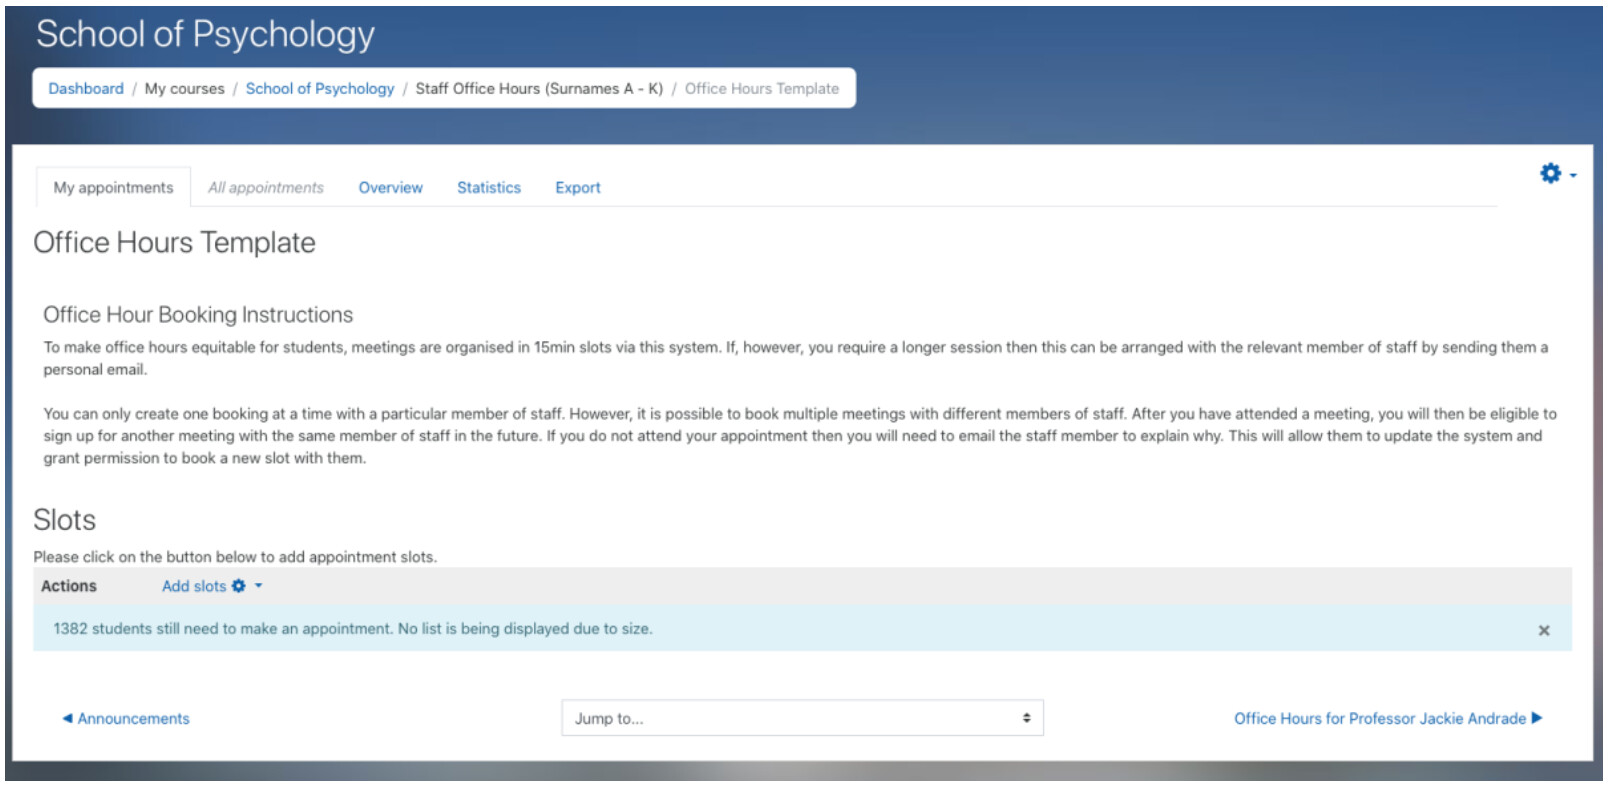 School of Psychology
Dashboard / My courses / School of Psychology / Staff Office Hours (Surnames A - K) / Office Hours Template
My appointments All appointments Overview Statistics Export
Office Hours Template
Office Hour Booking Instructions
To make office hours equitable for students, meetings are organised in 15min slots via this system. If, however, you require a longer session then this can be arranged with the relevant member of staff by sending them a
personal email.
You can only create one booking at a time with a particular member of staff. However, it is possible to book multiple meetings with different members of staff. After you have attended a meeting, you will then be eligible to
sign up for another meeting with the same member of staff in the future. If you do not attend your appointment then you will need to email the staff member to explain why. This will allow them to update the system and
grant permission to book a new slot with them.
Slots
Please click on the button below to add appointment slots.
Actions Add slots
1382 students still need to make an appointment. No list is being displayed due to size. ×
◀ Announcements Jump to... Office Hours for Professor Jackie Andrade ▶